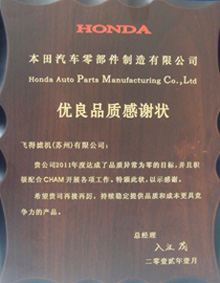 HONDA
本田汽车零部件制造有限公司
Honda Auto Parts Manufacturing Co.,Ltd
优良品质感谢状
飞得滤机(苏州)有限公司:
贵公司2011年度达成了品质异常为零的目标,并且积
极配合CHAM开展各项工作。特颁此状,以示感谢。
希望贵司再接再厉,持续稳定提供品质和成本更具竞
争力的产品。
总经理
二零壹贰年壹月